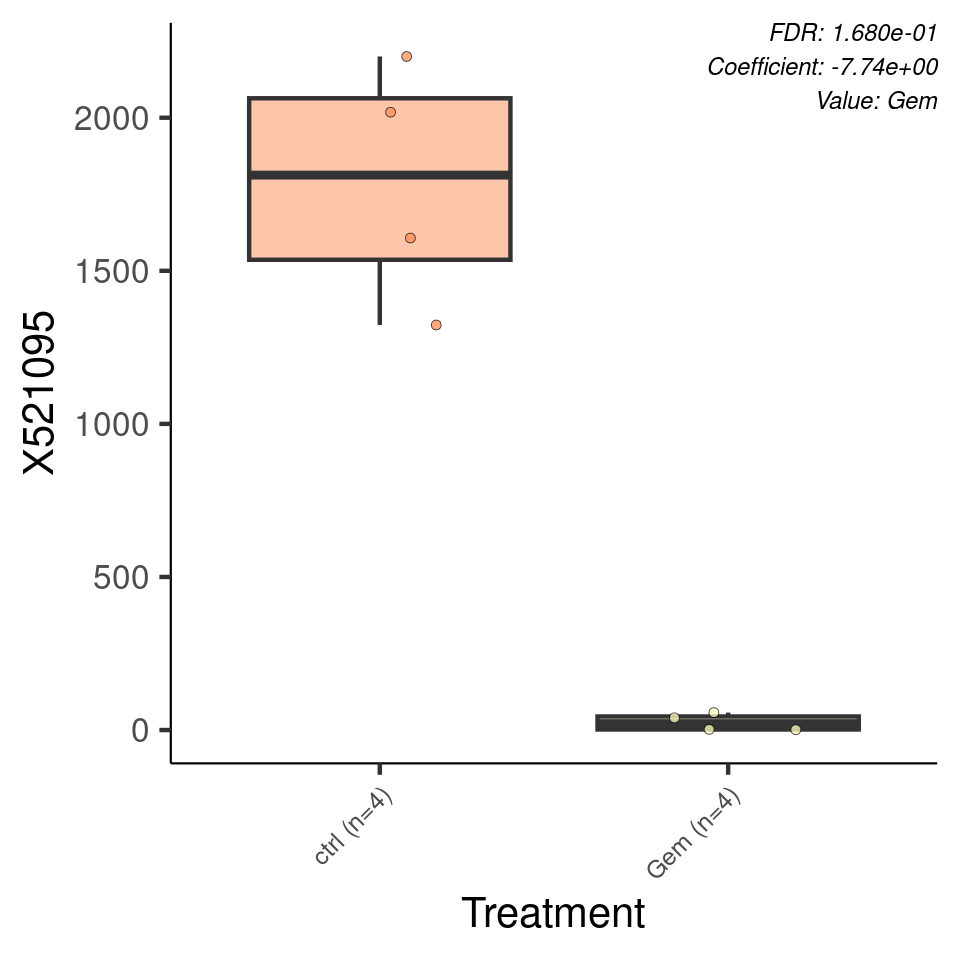 FDR: 1.680e-01
Coefficient: -7.74e+00
Value: Gem
2000
1500
1000
500
0
X521095
ctrl (n=4)
Gem (n=4)
Treatment